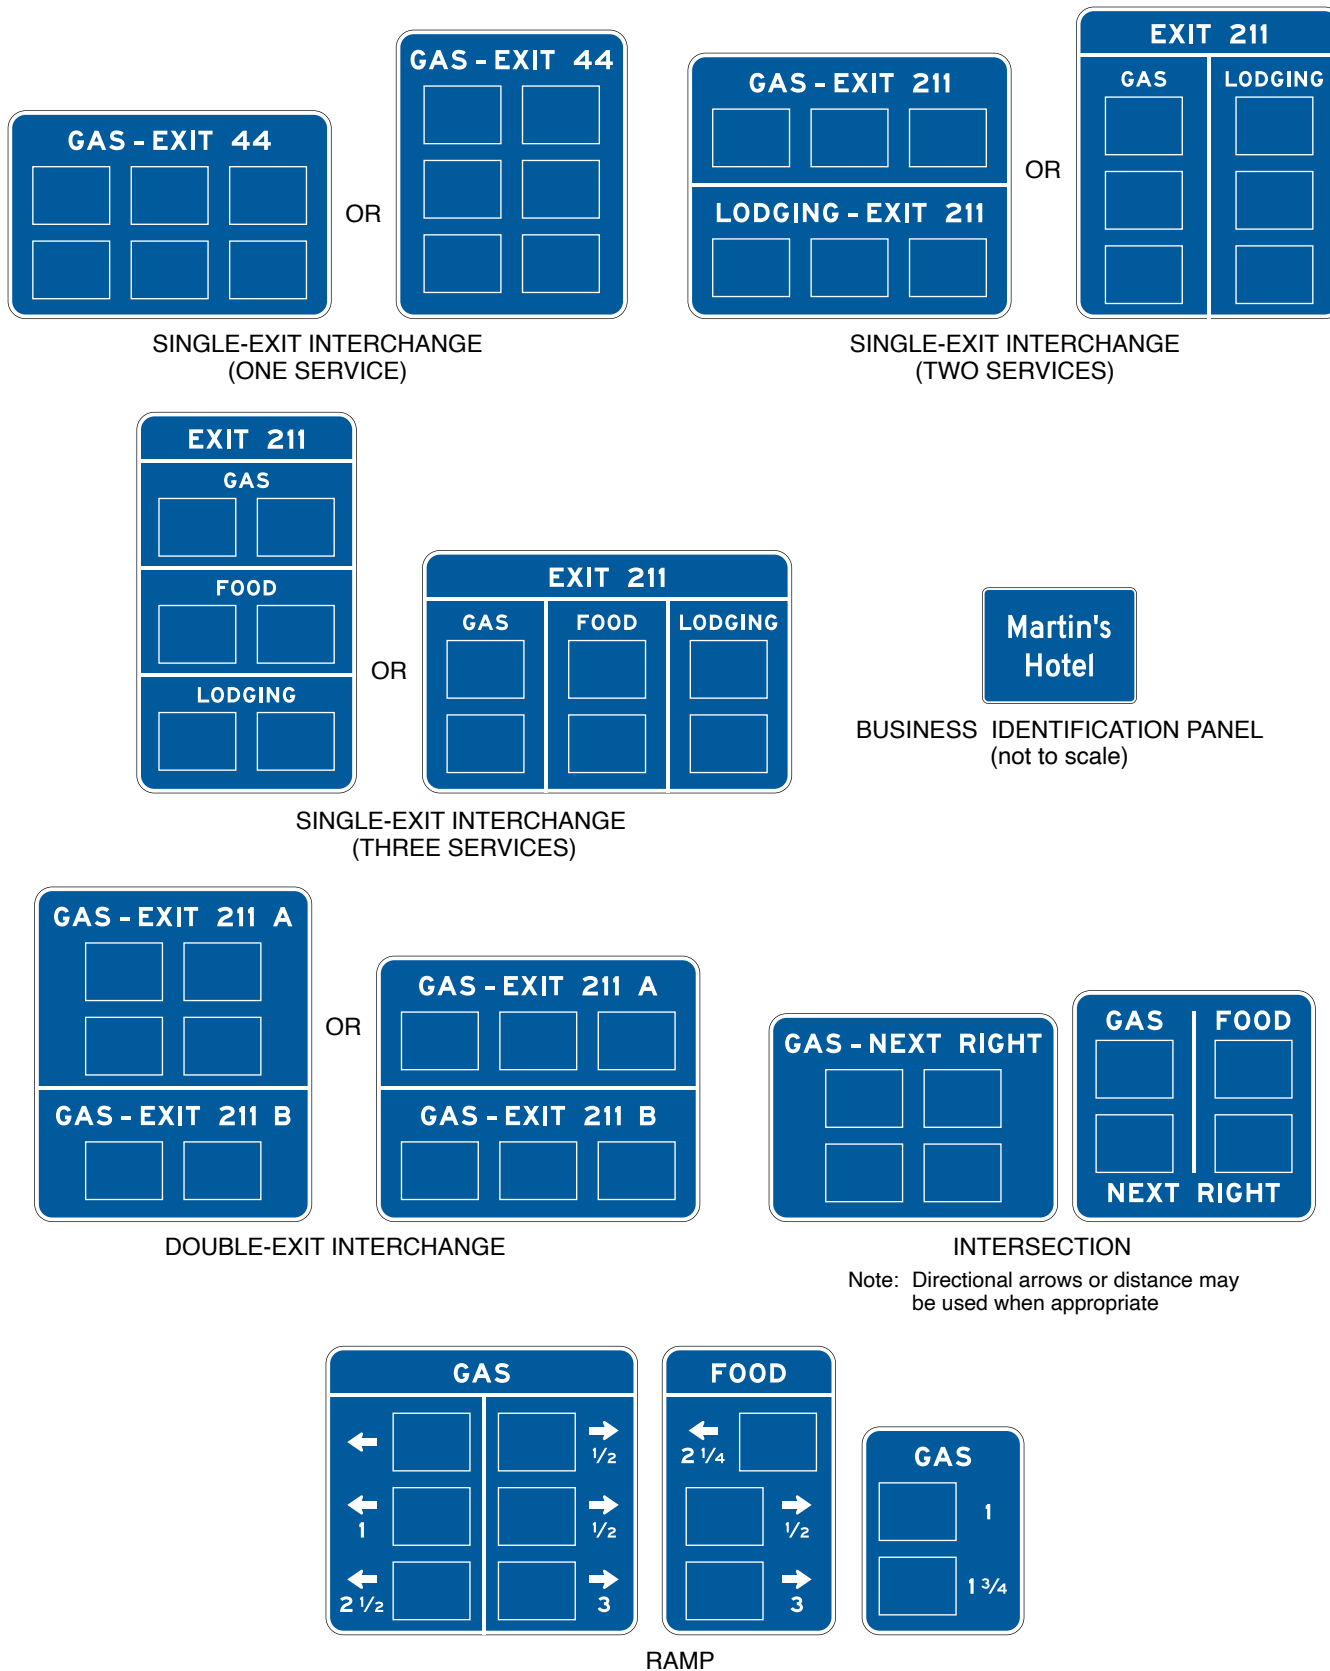 GAS - EXIT 44
OR
GAS - EXIT 44
SINGLE-EXIT INTERCHANGE
(ONE SERVICE)
GAS - EXIT 211
LODGING - EXIT 211
OR
EXIT 211
GAS LODGING
SINGLE-EXIT INTERCHANGE
(TWO SERVICES)
EXIT 211
GAS
FOOD
LODGING
OR
EXIT 211
GAS FOOD LODGING
SINGLE-EXIT INTERCHANGE
(THREE SERVICES)
Martin's
Hotel
BUSINESS IDENTIFICATION PANEL
(not to scale)
GAS - EXIT 211 A
GAS - EXIT 211 B
OR
GAS - EXIT 211 A
GAS - EXIT 211 B
DOUBLE-EXIT INTERCHANGE
GAS - NEXT RIGHT
GAS FOOD
NEXT RIGHT
INTERSECTION
Note: Directional arrows or distance may
be used when appropriate
GAS
1/2
1 1/2
2 1/2 3
FOOD
2 1/4
1/2
3
GAS
1
1 3/4
RAMP